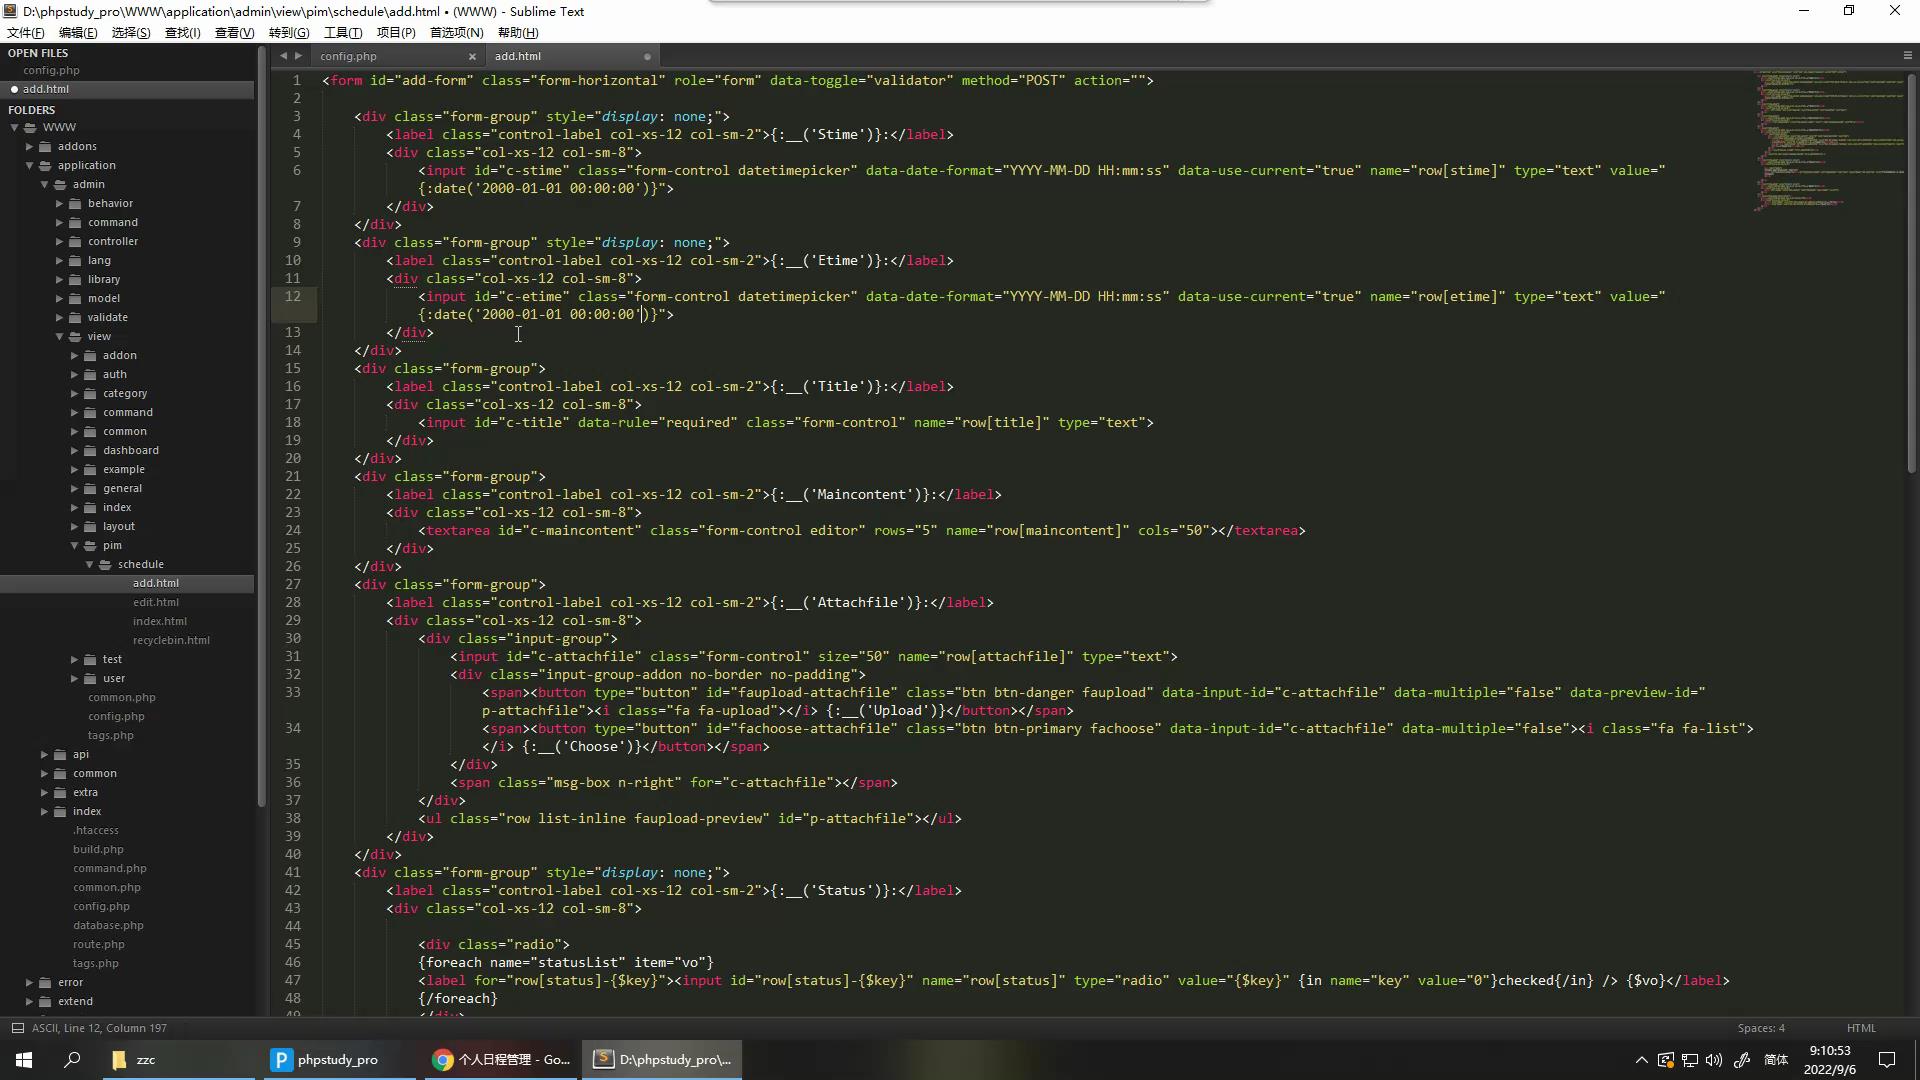 D:\phpstudy_pro\WWW\application\admin\view\pim\schedule\add.html • (WWW) - Sublime Text
文件(F) 编辑(E) 选择(S) 查找(I) 查看(V) 转到(G) 工具(T) 项目(P) 首选项(N) 帮助(H)
OPEN FILES
config.php
add.html
FOLDERS
WWW
addons
application
admin
behavior
command
controller
lang
library
model
validate
view
addon
auth
category
command
common
dashboard
example
general
index
layout
pim
schedule
add.html
edit.html
index.html
recyclebin.html
test
user
common.php
config.php
tags.php
api
common
extra
index
.htaccess
build.php
command.php
common.php
config.php
database.php
route.php
tags.php
error
extend
config.php
add.html
1 <form id="add-form" class="form-horizontal" role="form" data-toggle="validator" method="POST" action="">
2
3 <div class="form-group" style="display: none;">
4 <label class="control-label col-xs-12 col-sm-2">{:__('Stime')}:</label>
5 <div class="col-xs-12 col-sm-8">
6 <input id="c-stime" class="form-control datetimepicker" data-date-format="YYYY-MM-DD HH:mm:ss" data-use-current="true" name="row[stime]" type="text" value="
{:date('2000-01-01 00:00:00')}">
7 </div>
8 </div>
9 <div class="form-group" style="display: none;">
10 <label class="control-label col-xs-12 col-sm-2">{:__('Etime')}:</label>
11 <div class="col-xs-12 col-sm-8">
12 <input id="c-etime" class="form-control datetimepicker" data-date-format="YYYY-MM-DD HH:mm:ss" data-use-current="true" name="row[etime]" type="text" value="
{:date('2000-01-01 00:00:00')}">
13 </div>
14 </div>
15 <div class="form-group">
16 <label class="control-label col-xs-12 col-sm-2">{:__('Title')}:</label>
17 <div class="col-xs-12 col-sm-8">
18 <input id="c-title" data-rule="required" class="form-control" name="row[title]" type="text">
19 </div>
20 </div>
21 <div class="form-group">
22 <label class="control-label col-xs-12 col-sm-2">{:__('Maincontent')}:</label>
23 <div class="col-xs-12 col-sm-8">
24 <textarea id="c-maincontent" class="form-control editor" rows="5" name="row[maincontent]" cols="50"></textarea>
25 </div>
26 </div>
27 <div class="form-group">
28 <label class="control-label col-xs-12 col-sm-2">{:__('Attachfile')}:</label>
29 <div class="col-xs-12 col-sm-8">
30 <div class="input-group">
31 <input id="c-attachfile" class="form-control" size="50" name="row[attachfile]" type="text">
32 <div class="input-group-addon no-border no-padding">
33 <span><button type="button" id="faupload-attachfile" class="btn btn-danger faupload" data-input-id="c-attachfile" data-multiple="false" data-preview-id="
p-attachfile"><i class="fa fa-upload"></i> {:__('Upload')}</button></span>
34 <span><button type="button" id="fachoose-attachfile" class="btn btn-primary fachoose" data-input-id="c-attachfile" data-multiple="false"><i class="fa fa-list">
</i> {:__('Choose')}</button></span>
35 </div>
36 <span class="msg-box n-right" for="c-attachfile"></span>
37 </div>
38 <ul class="row list-inline faupload-preview" id="p-attachfile"></ul>
39 </div>
40 </div>
41 <div class="form-group" style="display: none;">
42 <label class="control-label col-xs-12 col-sm-2">{:__('Status')}:</label>
43 <div class="col-xs-12 col-sm-8">
44
45 <div class="radio">
46 {foreach name="statusList" item="vo"}
47 <label for="row[status]-{$key}"><input id="row[status]-{$key}" name="row[status]" type="radio" value="{$key}" {in name="key" value="0"}checked{/in} /> {$vo}</label>
48 {/foreach}
49 </div>
ASCII, Line 12, Column 197 Spaces: 4 HTML
zzc phpstudy_pro 个人日程管理 - Go... D:\phpstudy_pro\... 简体 9:10:53
2022/9/6